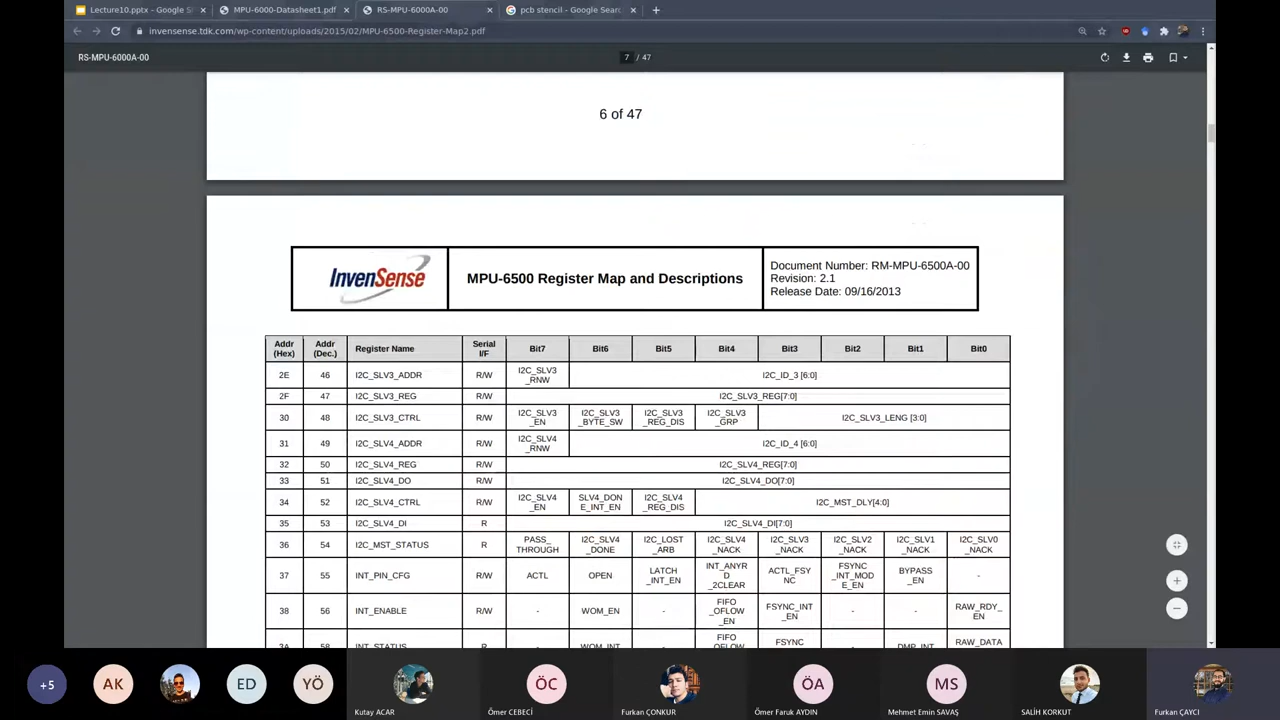 Lecture10.pptx - Google Sl
MPU-6000-Datasheet1.pdf
RS-MPU-6000A-00
pcb stencil - Google Searc
invensense.tdk.com/wp-content/uploads/2015/02/MPU-6500-Register-Map2.pdf
RS-MPU-6000A-00
7 / 47
6 of 47
InvenSense
MPU-6500 Register Map and Descriptions
Document Number: RM-MPU-6500A-00
Revision: 2.1
Release Date: 09/16/2013
Addr (Hex) Addr (Dec.) Register Name Serial I/F Bit7 Bit6 Bit5 Bit4 Bit3 Bit2 Bit1 Bit0
2E 46 I2C_SLV3_ADDR R/W I2C_SLV3 _RNW I2C_ID_3 [6:0]
2F 47 I2C_SLV3_REG R/W I2C_SLV3_REG[7:0]
30 48 I2C_SLV3_CTRL R/W I2C_SLV3 _EN I2C_SLV3 _BYTE_SW I2C_SLV3 _REG_DIS I2C_SLV3 _GRP I2C_SLV3_LENG [3:0]
31 49 I2C_SLV4_ADDR R/W I2C_SLV4 _RNW I2C_ID_4 [6:0]
32 50 I2C_SLV4_REG R/W I2C_SLV4_REG[7:0]
33 51 I2C_SLV4_DO R/W I2C_SLV4_DO[7:0]
34 52 I2C_SLV4_CTRL R/W I2C_SLV4 _EN SLV4_DON E_INT_EN I2C_SLV4 _REG_DIS I2C_MST_DLY[4:0]
35 53 I2C_SLV4_DI R I2C_SLV4_DI[7:0]
36 54 I2C_MST_STATUS R PASS_ THROUGH I2C_SLV4 _DONE I2C_LOST _ARB I2C_SLV4 _NACK I2C_SLV3 _NACK I2C_SLV2 _NACK I2C_SLV1 _NACK I2C_SLV0 _NACK
37 55 INT_PIN_CFG R/W ACTL OPEN LATCH _INT_EN INT_ANYR D _2CLEAR ACTL_FSY NC FSYNC _INT_MOD E_EN BYPASS _EN -
38 56 INT_ENABLE R/W - WOM_EN - FIFO _OFLOW _EN FSYNC_INT _EN - - RAW_RDY_ EN
3A 58 INT_STATUS R - WOM_INT - FIFO _OFLOW FSYNC - DMP_INT RAW_DATA
+5
AK
ED
YÖ
Kutay ACAR
ÖC
Ömer CEBECİ
Furkan ÇONKUR
ÖA
Ömer Faruk AYDIN
MS
Mehmet Emin SAVAŞ
SALİH KORKUT
Furkan ÇAYCI